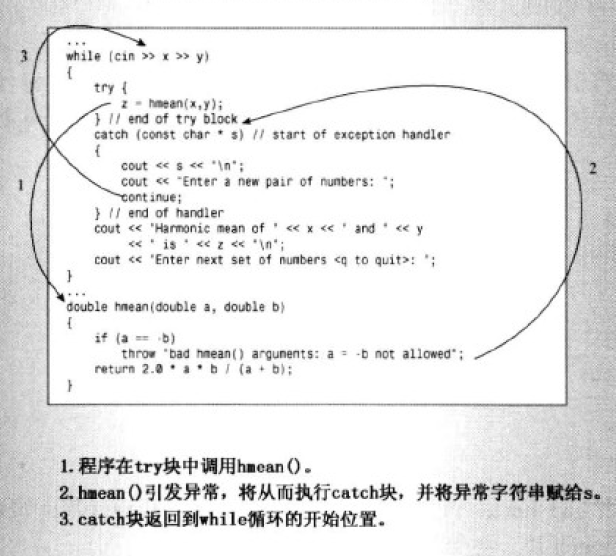 ...
while (cin >> x >> y)
{
try {
z = hmean(x,y);
} // end of try block
catch (const char * s) // start of exception handler
{
cout << s << "\n";
cout << "Enter a new pair of numbers: ";
continue;
} // end of handler
cout << "Harmonic mean of " << x << " and " << y
<< " is " << z << "\n";
cout << "Enter next set of numbers <q to quit>: ";
}
...
double hmean(double a, double b)
{
if (a == -b)
throw "bad hmean() arguments: a = -b not allowed";
return 2.0 * a * b / (a + b);
}
3
1
2
1.程序在try块中调用hmean()。
2.hmean()引发异常，将从而执行catch块，并将异常字符串赋给s。
3.catch块返回到while循环的开始位置。